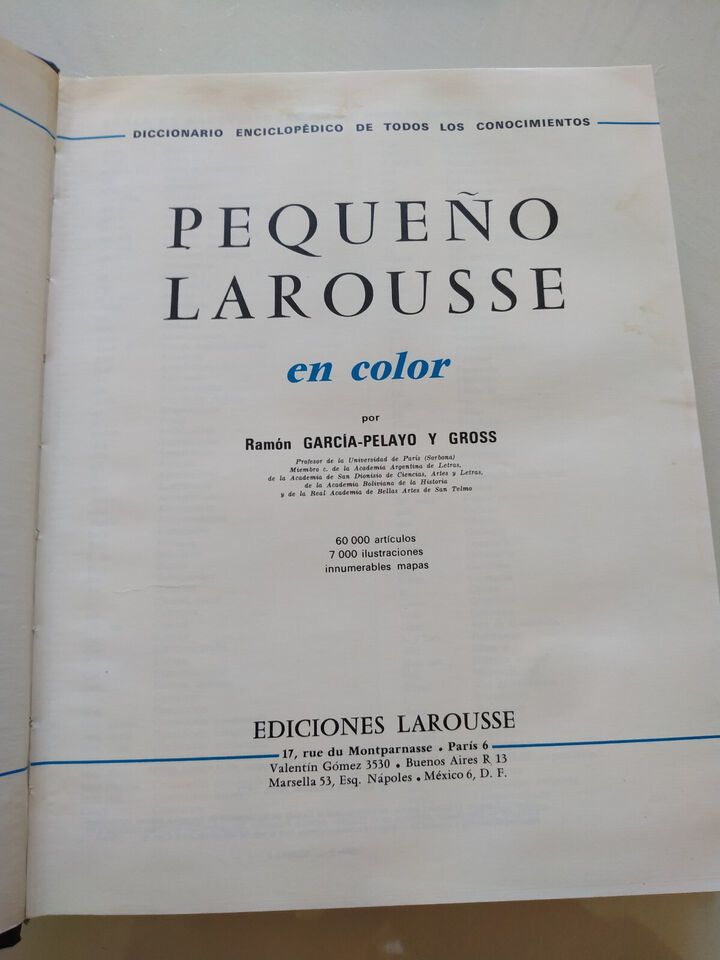 DICCIONARIO ENCICLOPÉDICO DE TODOS LOS CONOCIMIENTOS
PEQUEÑO
LAROUSSE
en color
por
Ramón GARCÍA-PELAYO Y GROSS
Profesor de la Universidad de París (Sorbona)
Miembro c. de la Academia Argentina de Letras,
de la Academia de San Dionisio de Ciencias, Artes y Letras,
de la Academia Boliviana de la Historia
y de la Real Academia de Bellas Artes de San Telmo
60 000 artículos
7 000 ilustraciones
innumerables mapas
EDICIONES LAROUSSE
17, rue du Montparnasse • París 6
Valentín Gómez 3530 • Buenos Aires R 13
Marsella 53, Esq. Nápoles • México 6, D. F.